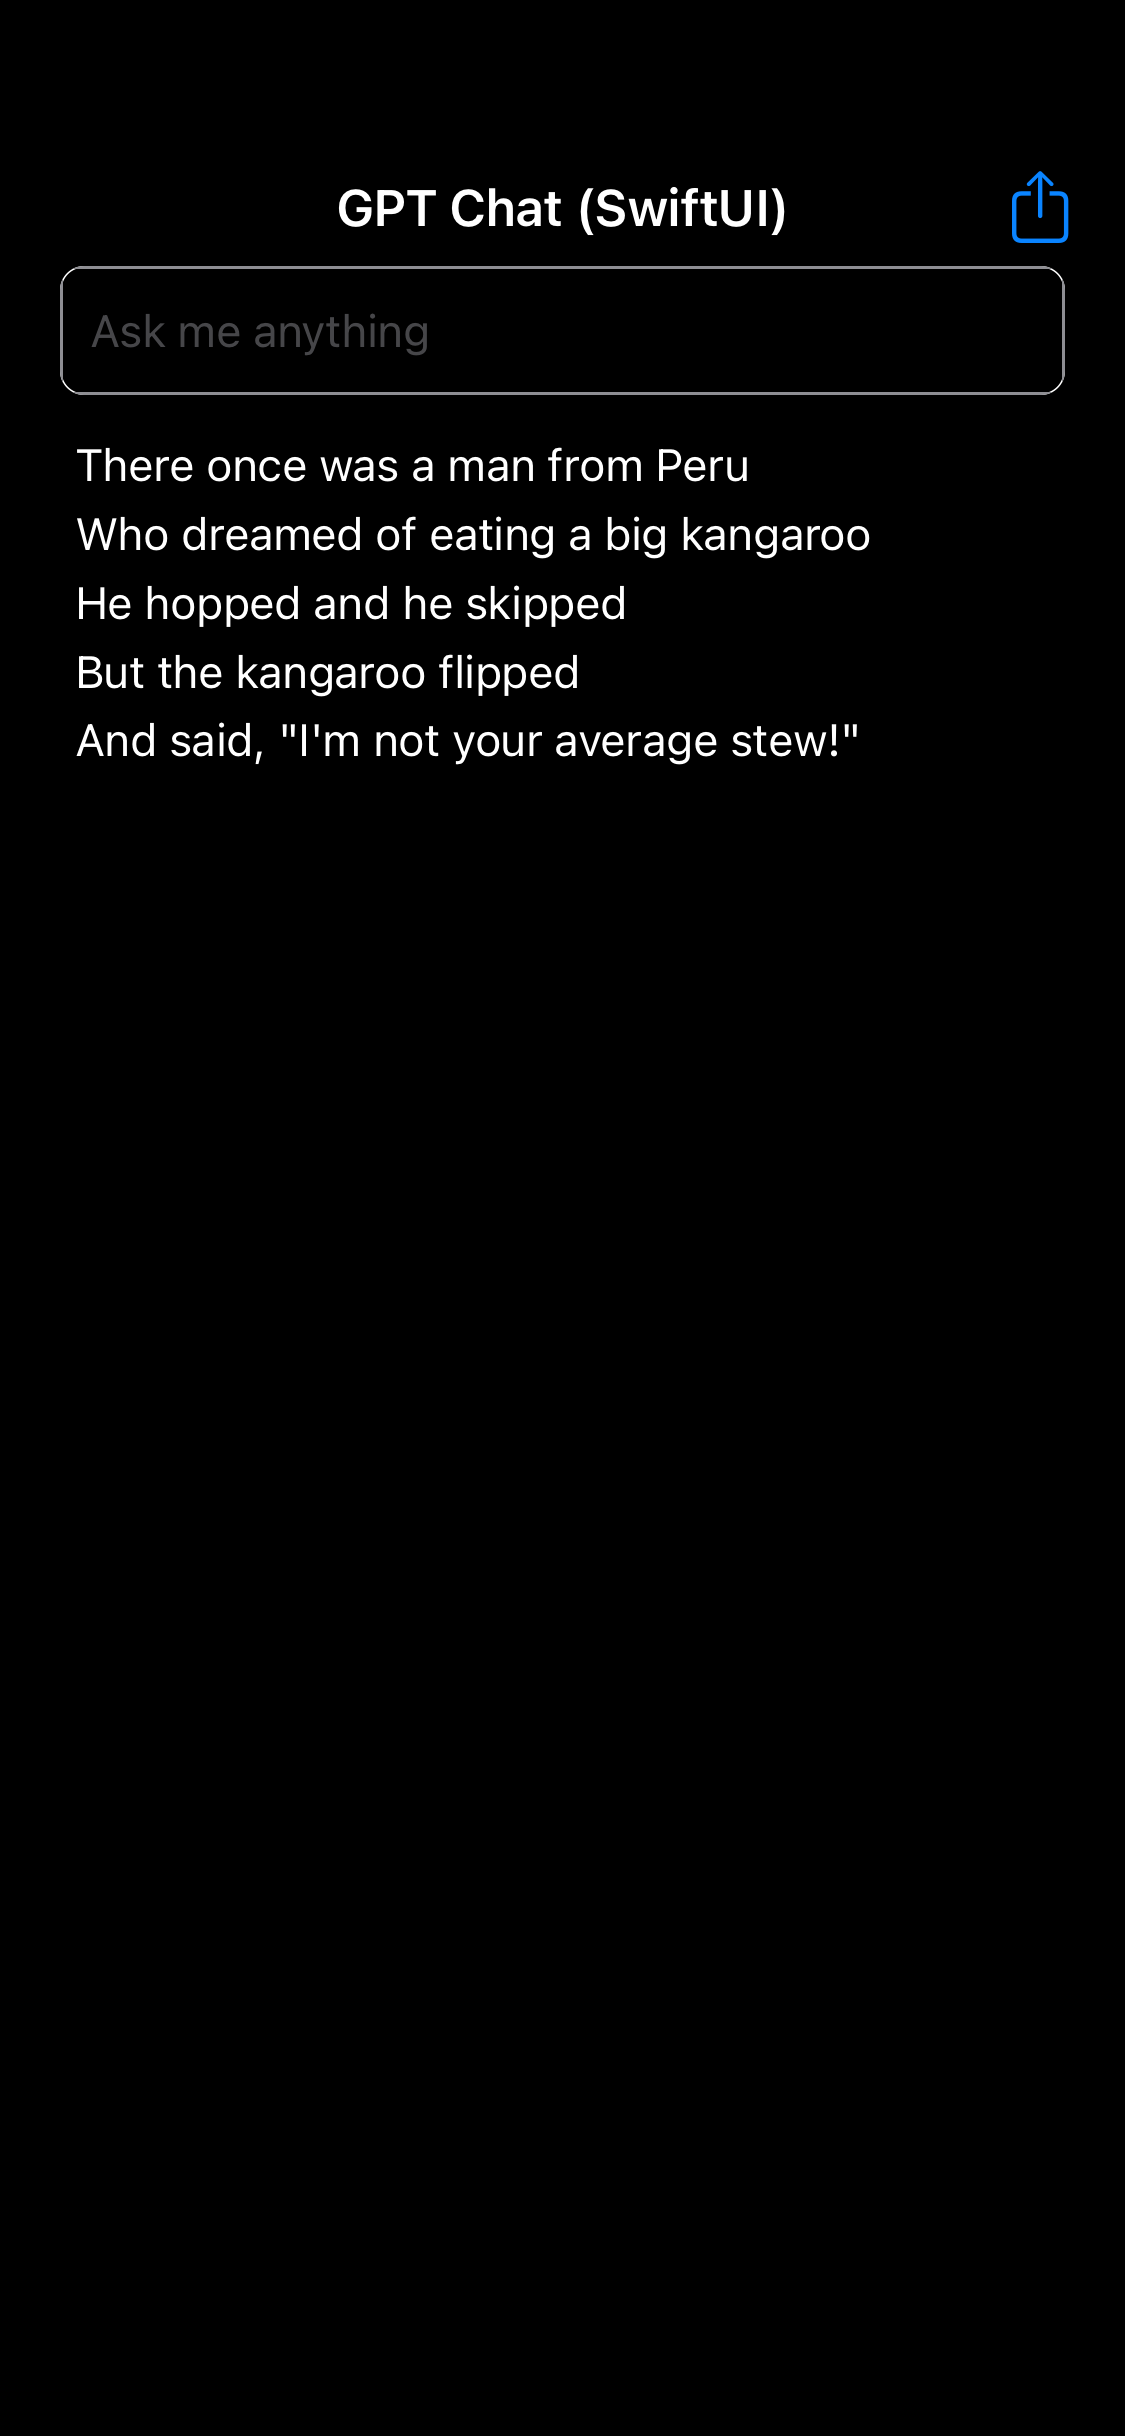 GPT Chat (SwiftUI)
Ask me anything
There once was a man from Peru
Who dreamed of eating a big kangaroo
He hopped and he skipped
But the kangaroo flipped
And said, "I'm not your average stew!"